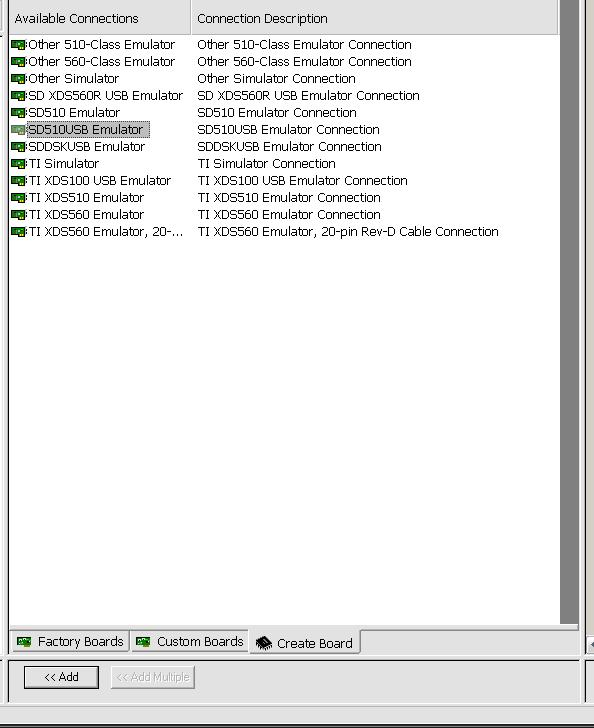 Available Connections Connection Description
Other 510-Class Emulator Other 510-Class Emulator Connection
Other 560-Class Emulator Other 560-Class Emulator Connection
Other Simulator Other Simulator Connection
SD XDS560R USB Emulator SD XDS560R USB Emulator Connection
SD510 Emulator SD510 Emulator Connection
SD510USB Emulator SD510USB Emulator Connection
SDDSKUSB Emulator SDDSKUSB Emulator Connection
TI Simulator TI Simulator Connection
TI XDS100 USB Emulator TI XDS100 USB Emulator Connection
TI XDS510 Emulator TI XDS510 Emulator Connection
TI XDS560 Emulator TI XDS560 Emulator Connection
TI XDS560 Emulator, 20-... TI XDS560 Emulator, 20-pin Rev-D Cable Connection
Factory Boards Custom Boards Create Board
<< Add << Add Multiple